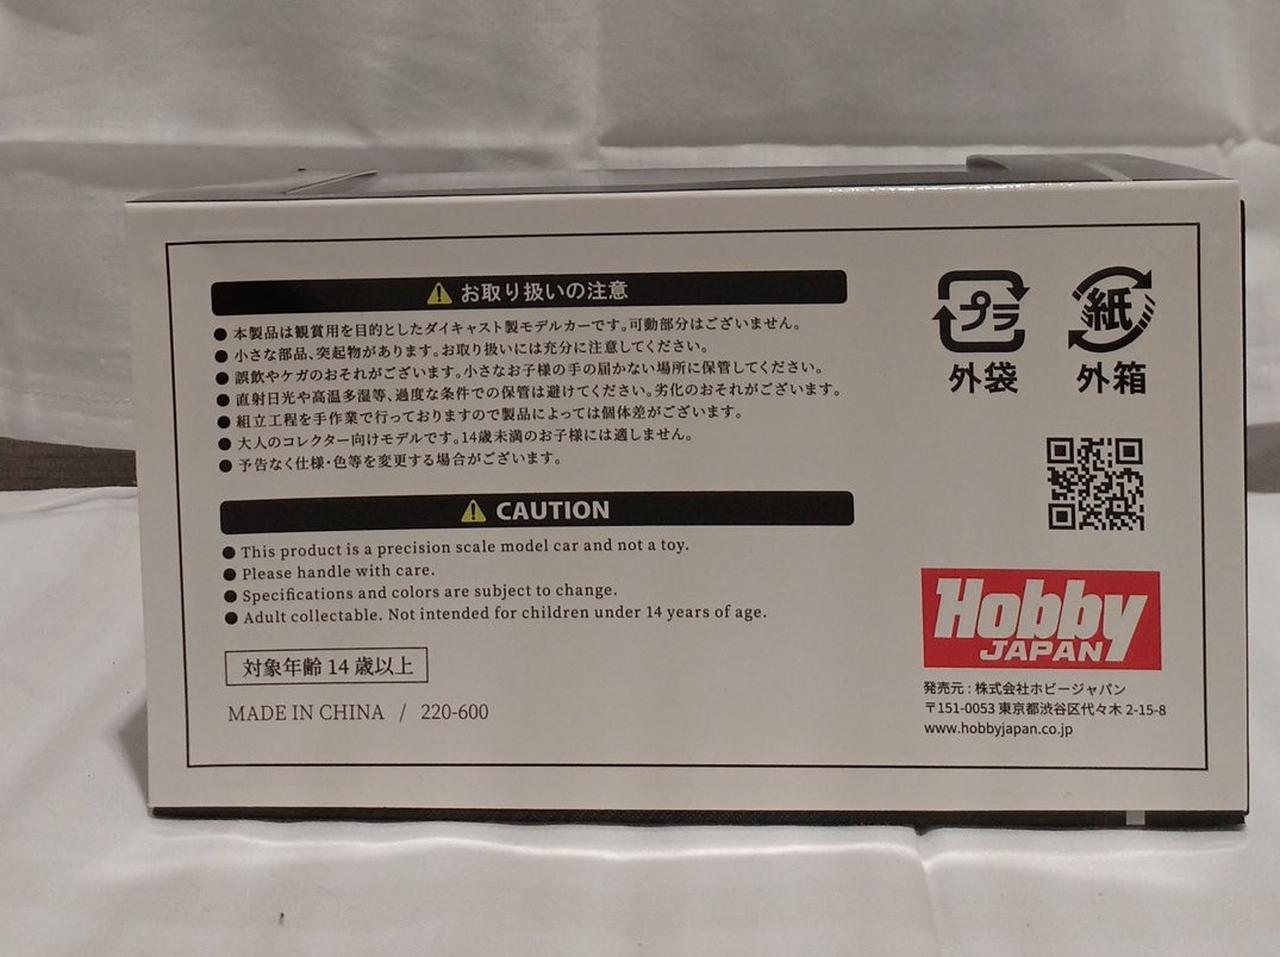 お取り扱いの注意
●本製品は観賞用を目的としたダイキャスト製モデルカーです。可動部分はございません。
●小さな部品、突起物があります。お取り扱いには充分に注意してください。
●誤飲やケガのおそれがございます。小さなお子様の手の届かない場所に保管してください。
●直射日光や高温多湿等、過度な条件での保管は避けてください。劣化のおそれがございます。
●組立工程を手作業で行っておりますので製品によっては個体差がございます。
●大人のコレクター向けモデルです。14歳未満のお子様には適しません。
●予告なく仕様・色等を変更する場合がございます。
CAUTION
●This product is a precision scale model car and not a toy.
●Please handle with care.
●Specifications and colors are subject to change.
●Adult collectable. Not intended for children under 14 years of age.
対象年齢 14 歳以上
MADE IN CHINA / 220-600
プラ
外袋
紙
外箱
Hobby
JAPAN
発売元 : 株式会社ホビージャパン
〒151-0053 東京都渋谷区代々木 2-15-8
www.hobbyjapan.co.jp